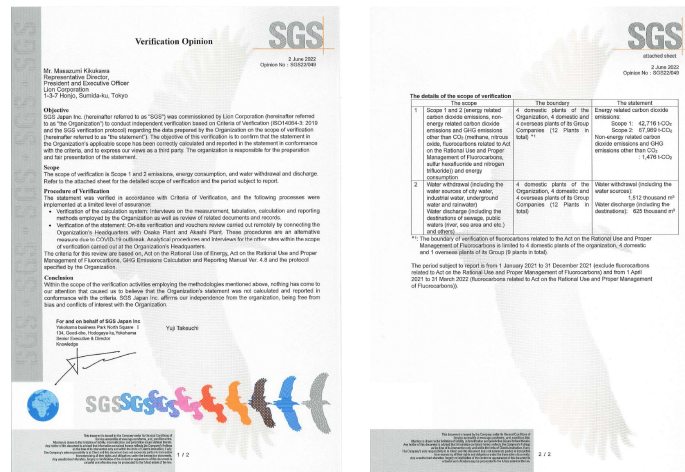 SGS
Verification Opinion
2 June 2022
Opinion No : SGS22/040
Mr. Masazumi Kikukawa
Representative Director,
President and Executive Officer
Lion Corporation
1-3-7 Honjo, Sumida-ku, Tokyo
Objective
SGS Japan Inc. (hereinafter referred to as "SGS") was commissioned by Lion Corporation (hereinafter referred
to as "the Organization") to conduct independent verification based on Criteria of Verification (ISO14064-3: 2019
and the SGS verification protocol) regarding the data prepared by the Organization on the scope of verification
(hereinafter referred to as "the statement"). The objective of this verification is to confirm that the statement in
the Organization's applicable scope has been correctly calculated and reported in the statement in conformance
with the criteria, and to express our views as a third party. The organization is responsible for the preparation
and fair presentation of the statement.
Scope
The scope of verification is Scope 1 and 2 emissions, energy consumption, and water withdrawal and discharge.
Refer to the attached sheet for the detailed scope of verification and the period subject to report.
Procedure of Verification
The statement was verified in accordance with Criteria of Verification, and the following processes were
implemented at a limited level of assurance:
• Verification of the calculation system: Interviews on the measurement, tabulation, calculation and reporting
methods employed by the Organization as well as review of related documents and records.
• Verification of the statement: On-site verification and vouchers review carried out remotely by connecting the
Organization's Headquarters with Osaka Plant and Akashi Plant. These procedures are an alternative
measure due to COVID-19 outbreak. Analytical procedures and Interviews for the other sites within the scope
of verification carried out in the Organization's Headquarters.
The criteria for this review are based on, Act on the Rational Use of Energy, Act on the Rational Use and Proper
Management of Fluorocarbons, GHG Emissions Calculation and Reporting Manual Ver. 4.8 and the protocol
specified by the Organization.
Conclusion
Within the scope of the verification activities employing the methodologies mentioned above, nothing has come to
our attention that caused us to believe that the Organization's statement was not calculated and reported in
conformance with the criteria. SGS Japan Inc. affirms our independence from the organization, being free from
bias and conflicts of interest with the Organization.
For and on behalf of SGS Japan Inc
Yokohama business Park North Square I
134, Goudo-cho, Hodogaya-ku, Yokohama
Senior Executive & Director
Knowledge
Yuji Takeuchi
SGS
1 / 2
SGS
attached sheet
2 June 2022
Opinion No : SGS22/040
The details of the scope of verification
The scope
The boundary
The statement
1
Scope 1 and 2 (energy related
carbon dioxide emissions, non-
energy related carbon dioxide
emissions and GHG emissions
other than CO₂ (methane, nitrous
oxide, fluorocarbons related to Act
on the Rational Use and Proper
Management of Fluorocarbons,
sulfur hexafluoride and nitrogen
trifluoride)) and energy
consumption
4 domestic plants of the
Organization, 4 domestic and
4 overseas plants of its Group
Companies (12 Plants in
total) *¹
Energy related carbon dioxide
emissions:
Scope 1: 42,716 t-CO₂
Scope 2: 67,969 t-CO₂
Non-energy related carbon
dioxide emissions and GHG
emissions other than CO₂
: 1,476 t-CO₂
2
Water withdrawal (including the
water sources of city water,
industrial water, underground
water and rainwater)
Water discharge (including the
destinations of sewage, public
waters (river, sea area and etc.)
and others)
4 domestic plants of the
Organization, 4 domestic and
4 overseas plants of its Group
Companies (12 Plants in
total)
Water withdrawal (including the
water sources):
1,512 thousand m³
Water discharge (including the
destinations): 625 thousand m³
*¹: The boundary of verification of fluorocarbons related to the Act on the Rational Use and Proper
Management of Fluorocarbons is limited to 4 domestic plants of the organization, 4 domestic
and 1 overseas plants of its Group (9 plants in total).
The period subject to report is from 1 January 2021 to 31 December 2021 (exclude fluorocarbons
related to Act on the Rational Use and Proper Management of Fluorocarbons) and from 1 April
2021 to 31 March 2022 (fluorocarbons related to Act on the Rational Use and Proper Management
of Fluorocarbons)).
2 / 2